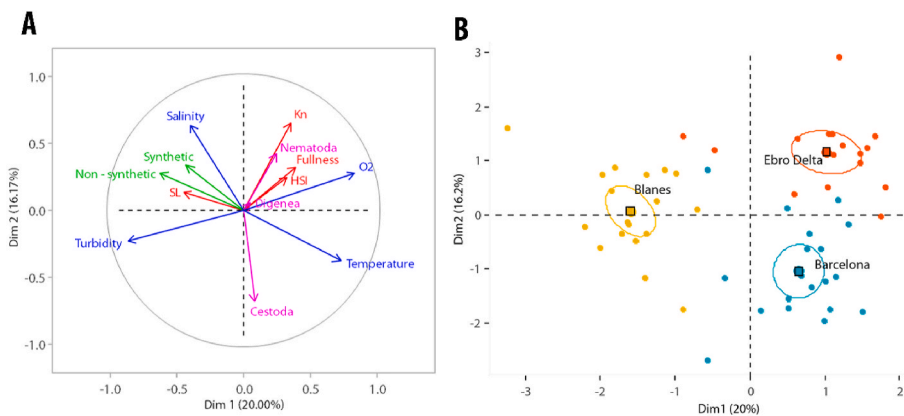 A
1.0
0.5
0.0
-0.5
-1.0
Dim 2 (16.17%)
Salinity
Kn
Nematoda
Synthetic
Fullness
O2
Non - synthetic
HSI
SL
Digenea
Turbidity
Temperature
Cestoda
-1.0
-0.5
0.0
0.5
1.0
Dim 1 (20.00%)
B
3
2
1
0
-1
-2
Dim2 (16.2%)
Ebro Delta
Blanes
Barcelona
-3
-2
-1
0
1
2
Dim1 (20%)